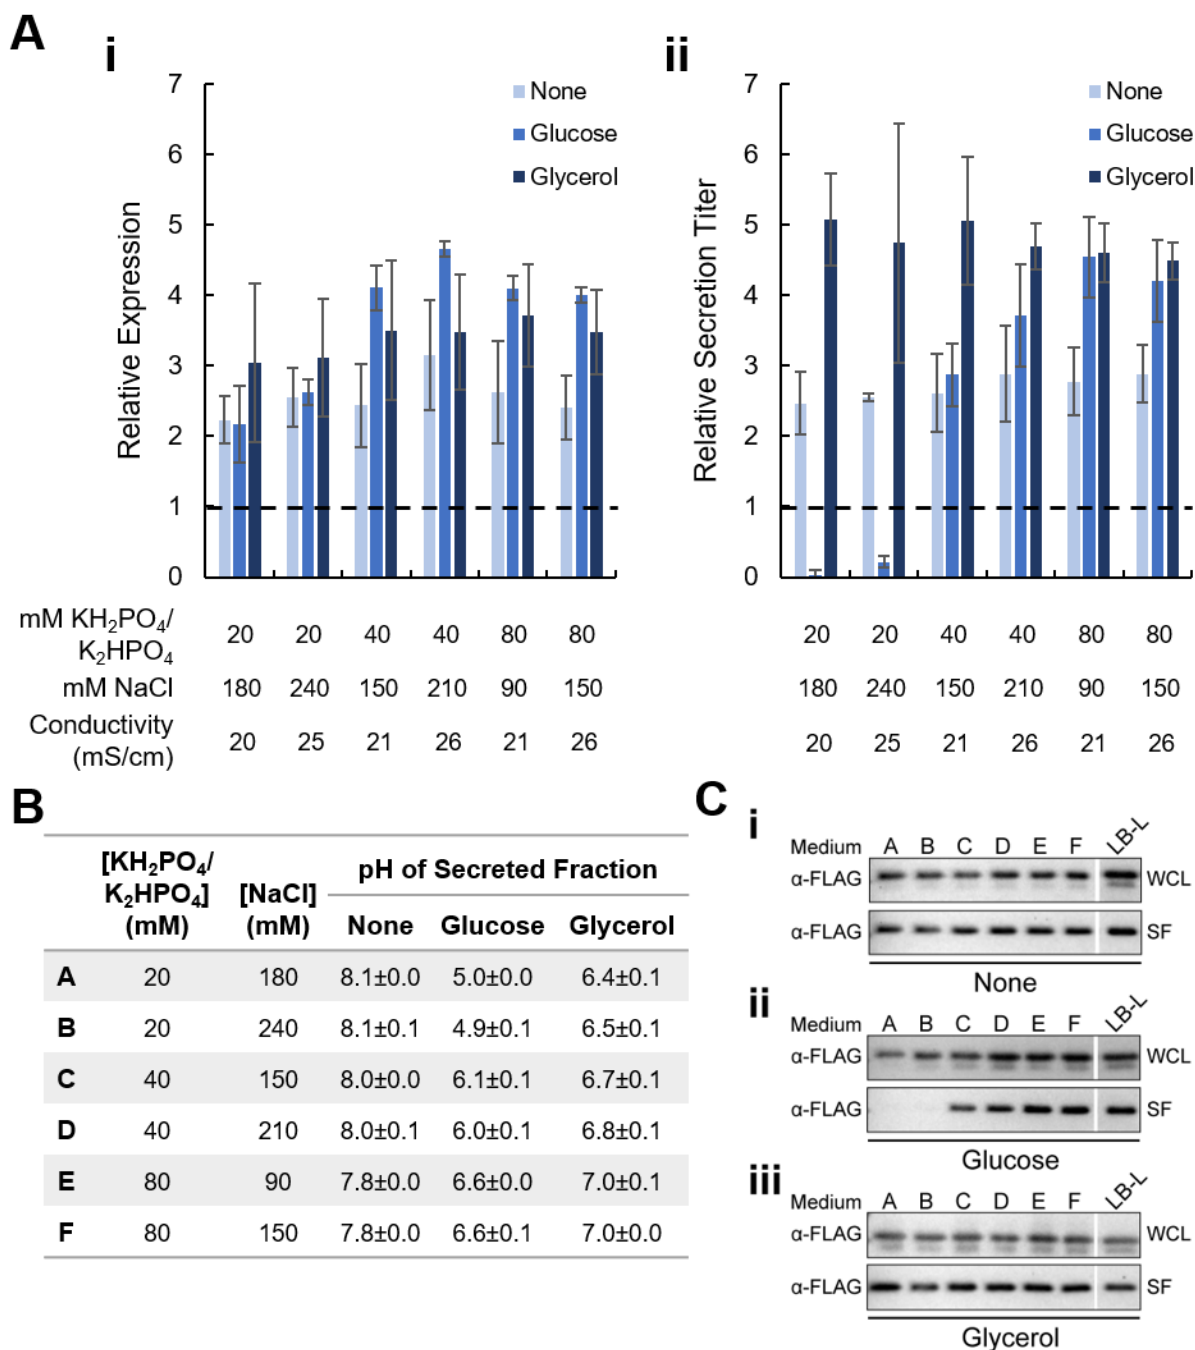 A
i
ii
7
6
5
4
3
2
1
0
Relative Expression
None
Glucose
Glycerol
7
6
5
4
3
2
1
0
Relative Secretion Titer
None
Glucose
Glycerol
mM KH₂PO₄/
K₂HPO₄
20 20 40 40 80 80
20 20 40 40 80 80
mM NaCl
180 240 150 210 90 150
180 240 150 210 90 150
Conductivity
(mS/cm)
20 25 21 26 21 26
20 25 21 26 21 26
B
[KH₂PO₄/
K₂HPO₄]
(mM)
[NaCl]
(mM)
pH of Secreted Fraction
None Glucose Glycerol
A 20 180 8.1±0.0 5.0±0.0 6.4±0.1
B 20 240 8.1±0.1 4.9±0.1 6.5±0.1
C 40 150 8.0±0.0 6.1±0.1 6.7±0.1
D 40 210 8.0±0.1 6.0±0.1 6.8±0.1
E 80 90 7.8±0.0 6.6±0.0 7.0±0.1
F 80 150 7.8±0.0 6.6±0.1 7.0±0.0
C
i
Medium A B C D E F LB-L
α-FLAG WCL
α-FLAG SF
None
ii
Medium A B C D E F LB-L
α-FLAG WCL
α-FLAG SF
Glucose
iii
Medium A B C D E F LB-L
α-FLAG WCL
α-FLAG SF
Glycerol